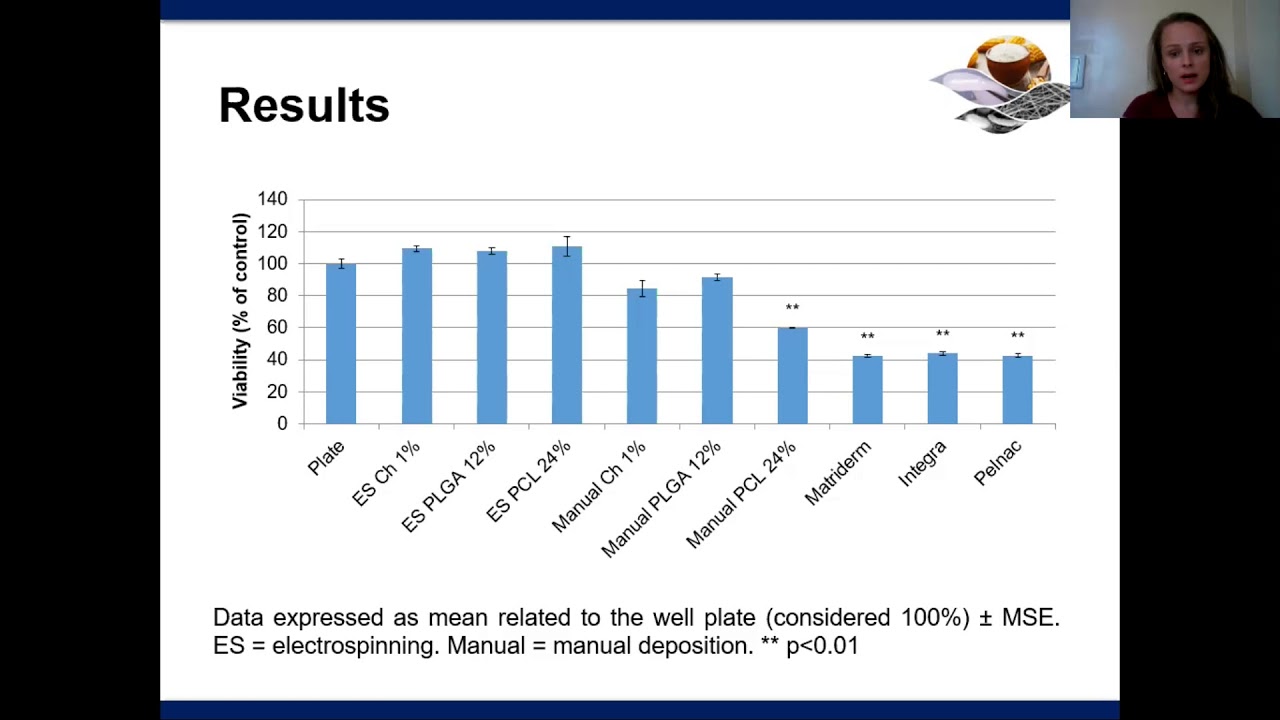 Results
Viability (% of control)
140
120
100
80
60
40
20
0
**
**
**
**
Plate
ES Ch 1%
ES PLGA 12%
ES PCL 24%
Manual Ch 1%
Manual PLGA 12%
Manual PCL 24%
Matriderm
Integra
Pelnac
Data expressed as mean related to the well plate (considered 100%) ± MSE.
ES = electrospinning. Manual = manual deposition. ** p<0.01